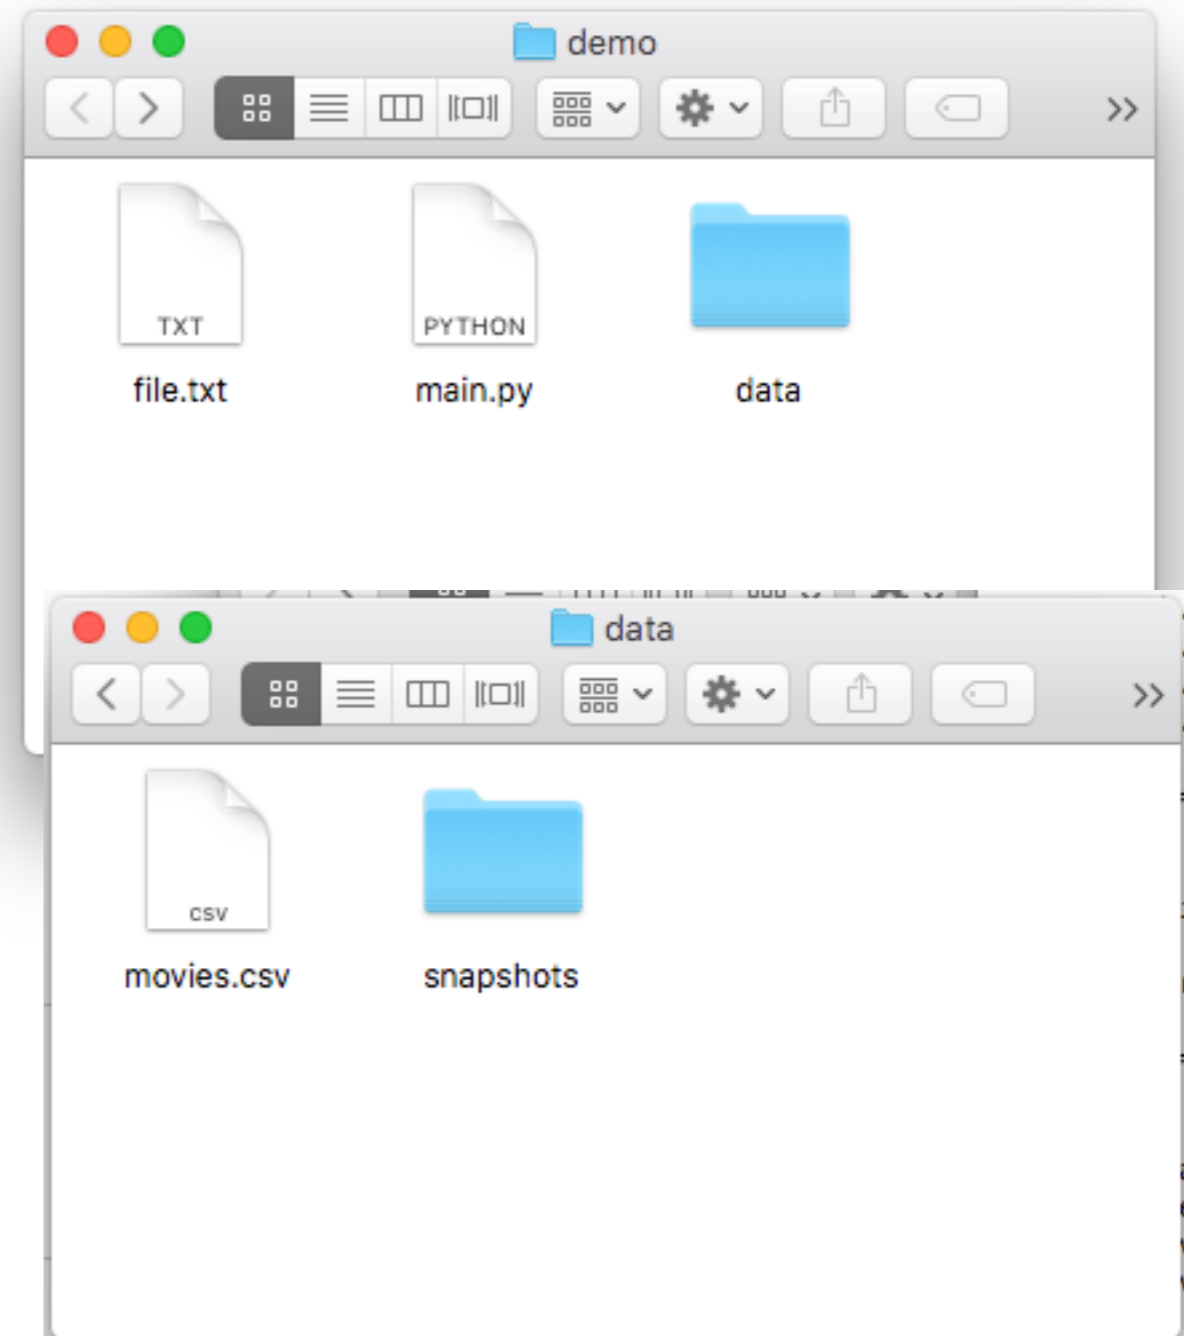 demo
TXT
PYTHON
file.txt
main.py
data
data
CSV
movies.csv
snapshots